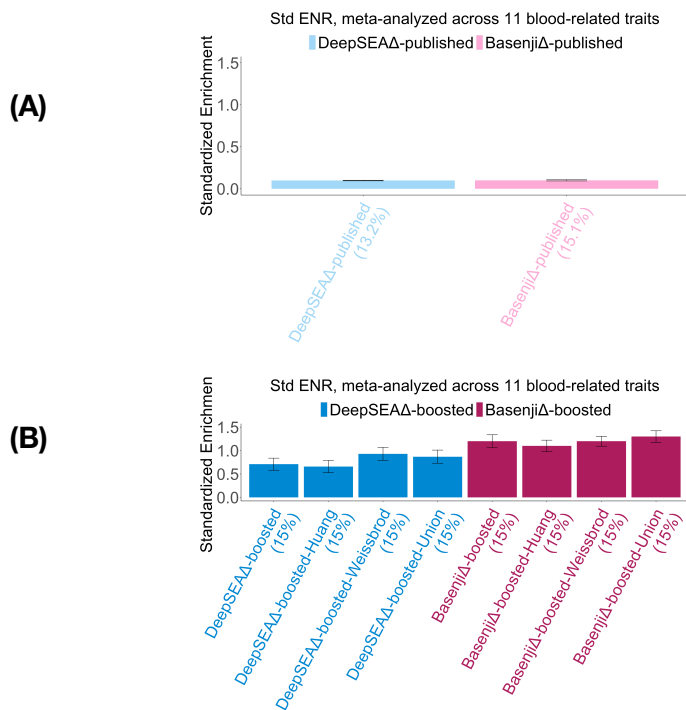 Std ENR, meta-analyzed across 11 blood-related traits
DeepSEAΔ-published BasenjiΔ-published
(A)
Standardized Enrichment
1.5
1.0
0.5
0.0
DeepSEAΔ-published
(13.2%)
BasenjiΔ-published
(15.1%)
Std ENR, meta-analyzed across 11 blood-related traits
DeepSEAΔ-boosted BasenjiΔ-boosted
(B)
Standardized Enrichmen
1.5
1.0
0.5
0.0
DeepSEAΔ-boosted
(15%)
DeepSEAΔ-boosted-Huang
(15%)
DeepSEAΔ-boosted-Weissbrod
(15%)
DeepSEAΔ-boosted-Union
(15%)
BasenjiΔ-boosted
(15%)
BasenjiΔ-boosted-Huang
(15%)
BasenjiΔ-boosted-Weissbrod
(15%)
BasenjiΔ-boosted-Union
(15%)